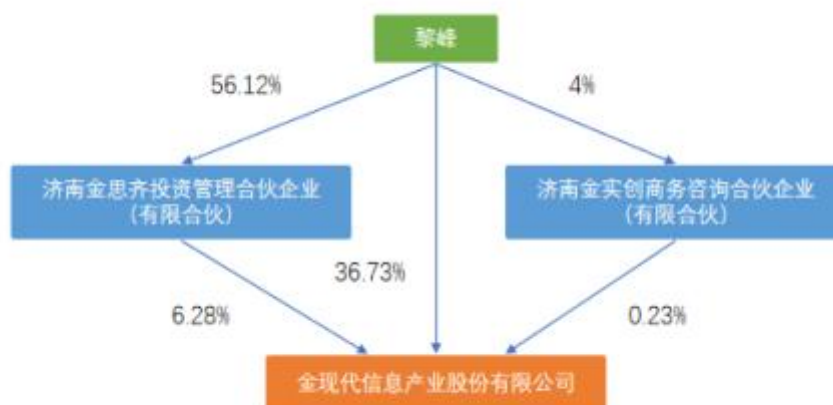 黎峰
56.12%
4%
济南金思齐投资管理合伙企业
(有限合伙)
济南金实创商务咨询合伙企业
(有限合伙)
36.73%
6.28%
0.23%
金现代信息产业股份有限公司